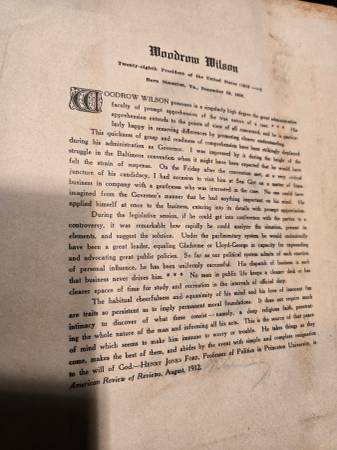 Woodrow Wilson
Twenty-eighth President of the United States (1913 —)
Born Staunton, Va., December 28, 1856.
WOODROW WILSON possesses in a singularly high degree the great administrative
faculty of prompt apprehension of the true nature of a case. * * * His
apprehension extends to the points of view of all concerned, and he is particu-
larly happy in removing differences by promoting clearer understanding.
This quickness of grasp and readiness of comprehension have been strikingly displayed
during his administration as Governor. I was impressed by it during the height of the
struggle in the Baltimore convention when it might have been expected that he would have
felt the strain of suspense. On the Friday after the convention met, at a very critical
juncture of his candidacy, I had occasion to visit him at Sea Girt on a matter of State
business in company with a gentleman who was interested in the case. No one could have
imagined from the Governor's manner that he had anything important on his mind. He
applied himself at once to the business, entering into its details with prompt appreciation.
During the legislative session, if he could get into conference with the parties to a
controversy, it was remarkable how rapidly he could analyze the situation, present its
elements, and suggest the solution. Under the parliamentary system he would undoubtedly
have been a great leader, equaling Gladstone or Lloyd-George in capacity for expounding
and advocating great public policies. So far as our political system admits of such exertion
of personal influence, he has been uniformly successful. His dispatch of business is such
that business never drives him. * * * No man in public life keeps a clearer desk or has
clearer spaces of time for study and recreation in the intervals of official duty.
The habitual cheerfulness and equanimity of his mind and his love of innocent fun
are traits so persistent as to imply permanent moral foundations. It does not require much
intimacy to discover of what these consist—namely, a deep religious faith, penetrat-
ing the whole nature of the man and informing all his acts. This is the source of that peace
of mind which seems to make him immune to worry or trouble. He takes things as they
come, makes the best of them, and abides by the event with simple and complete resignation
to the will of God.—HENRY JONES FORD, Professor of Politics in Princeton University, in
American Review of Reviews, August, 1912.